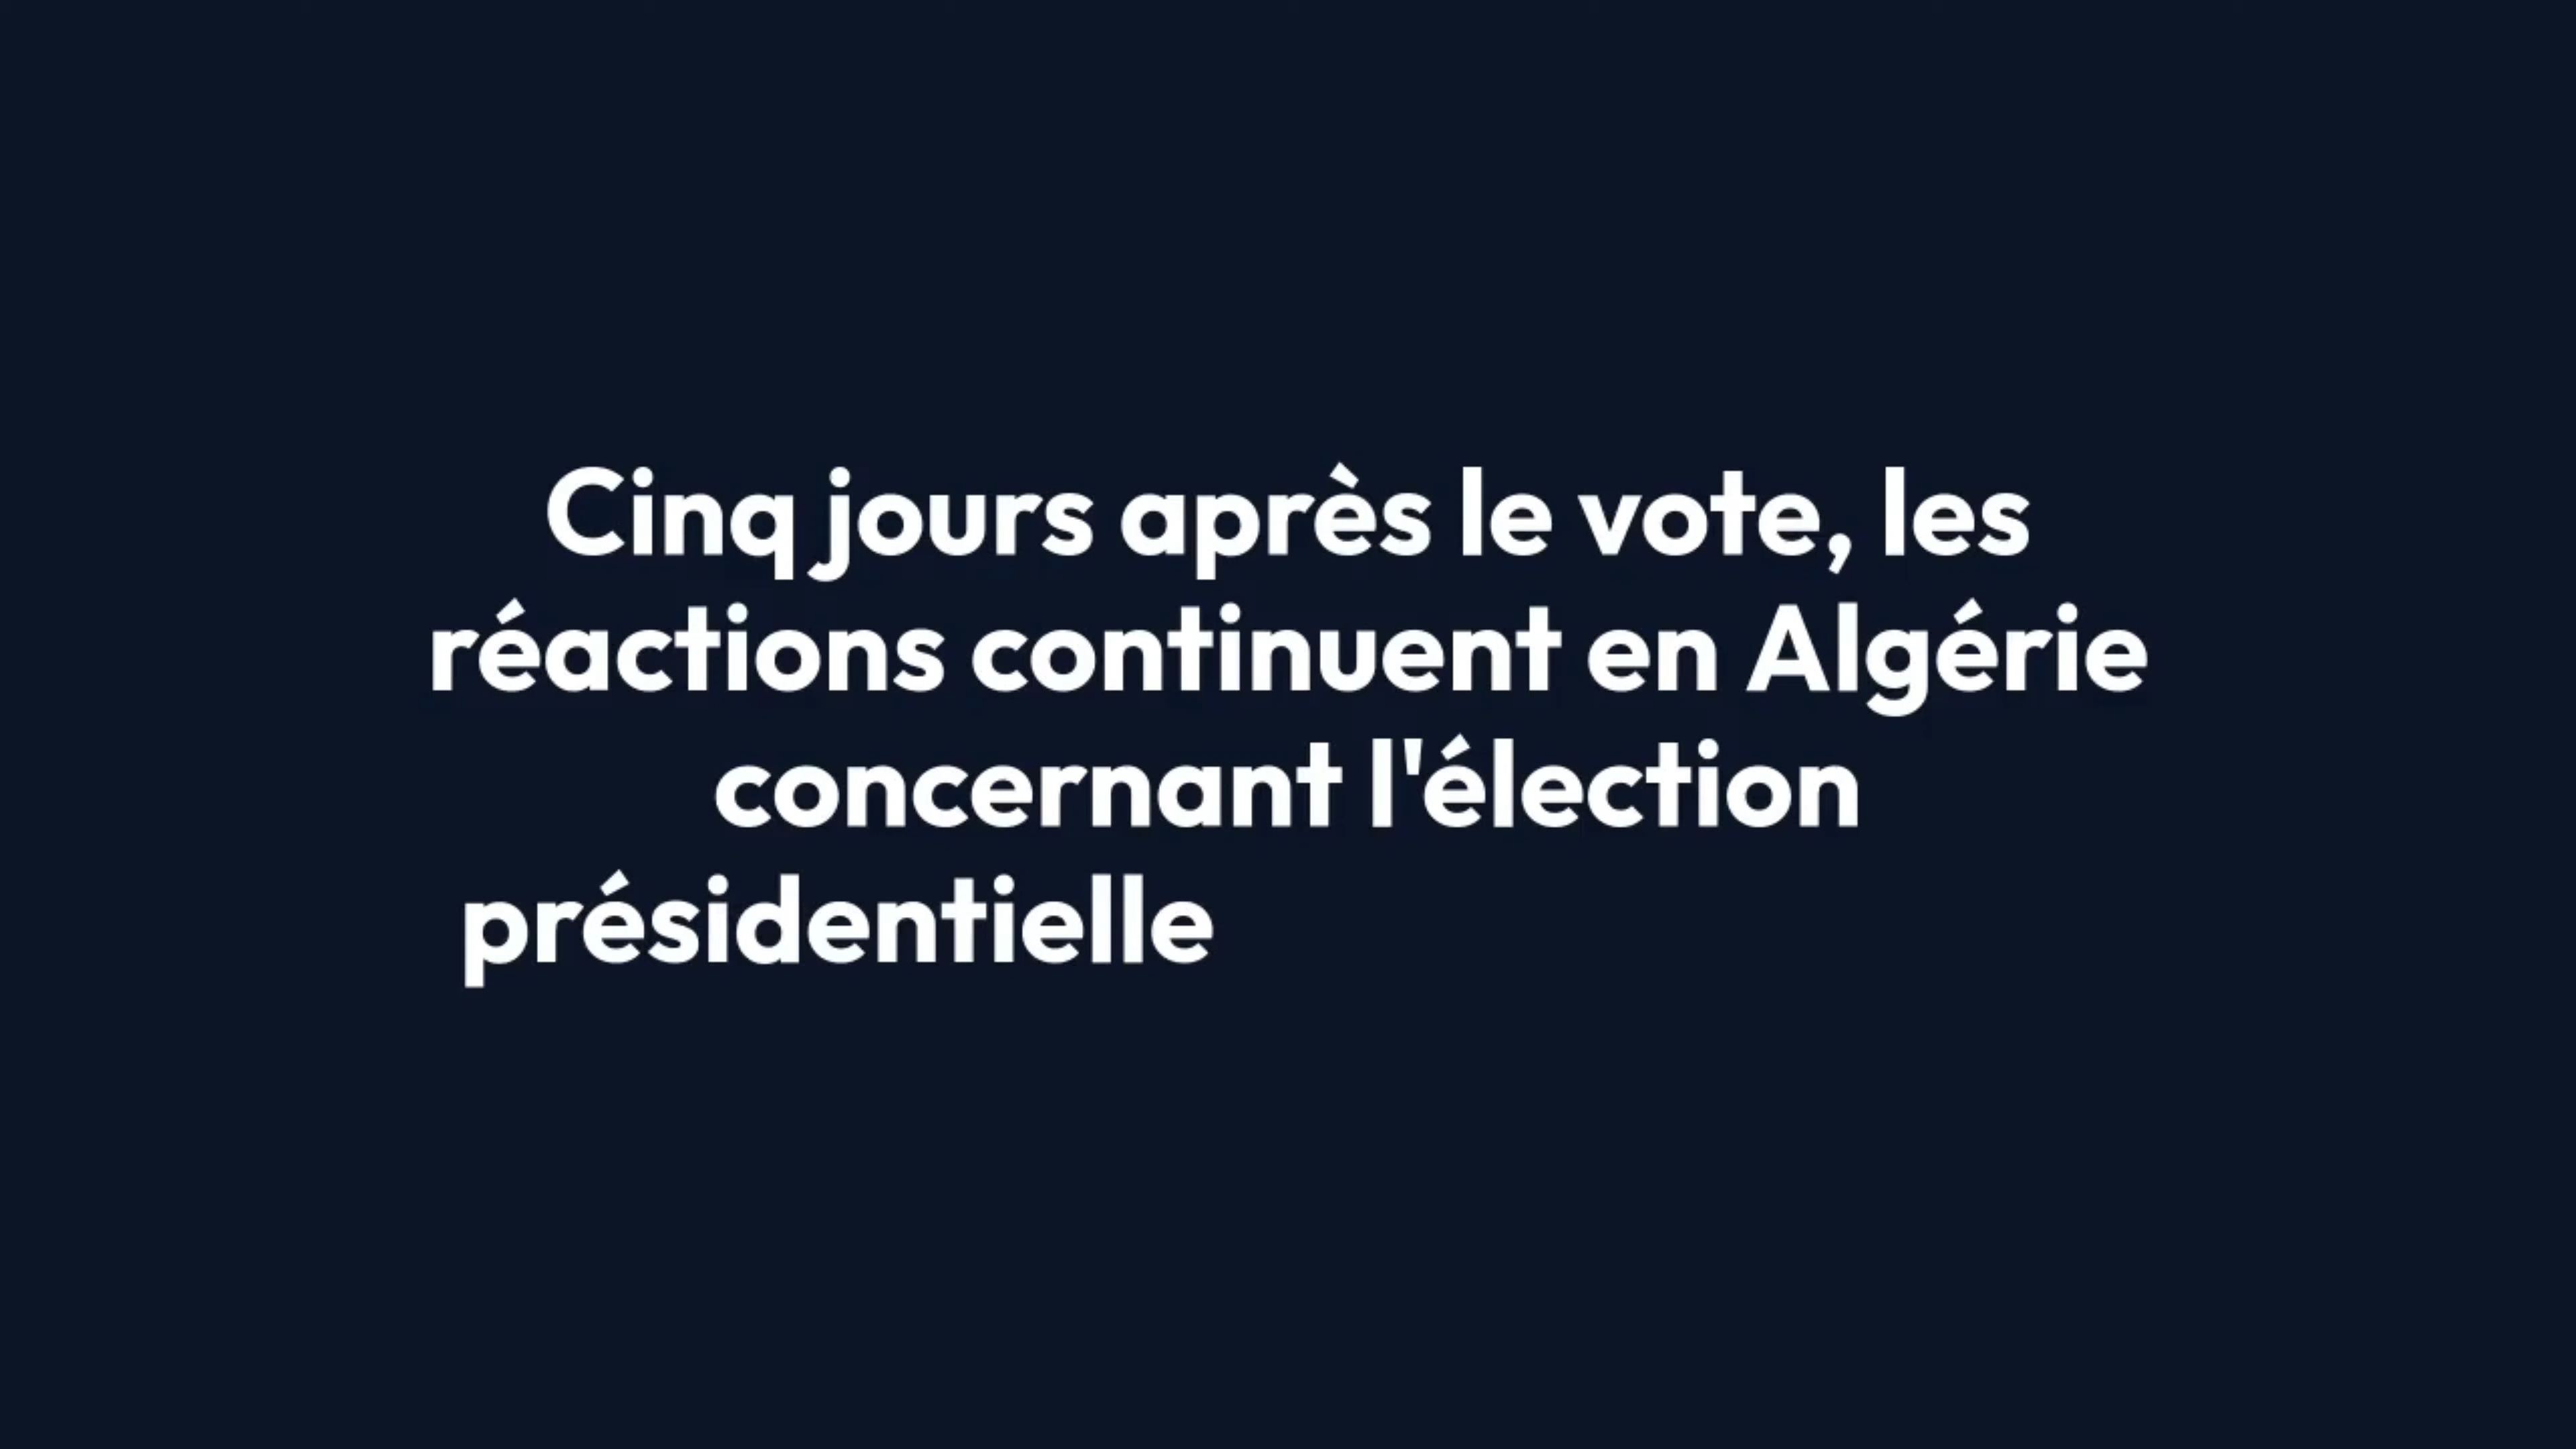 Cinq jours après le vote, les
réactions continuent en Algérie
concernant l'élection
présidentielle